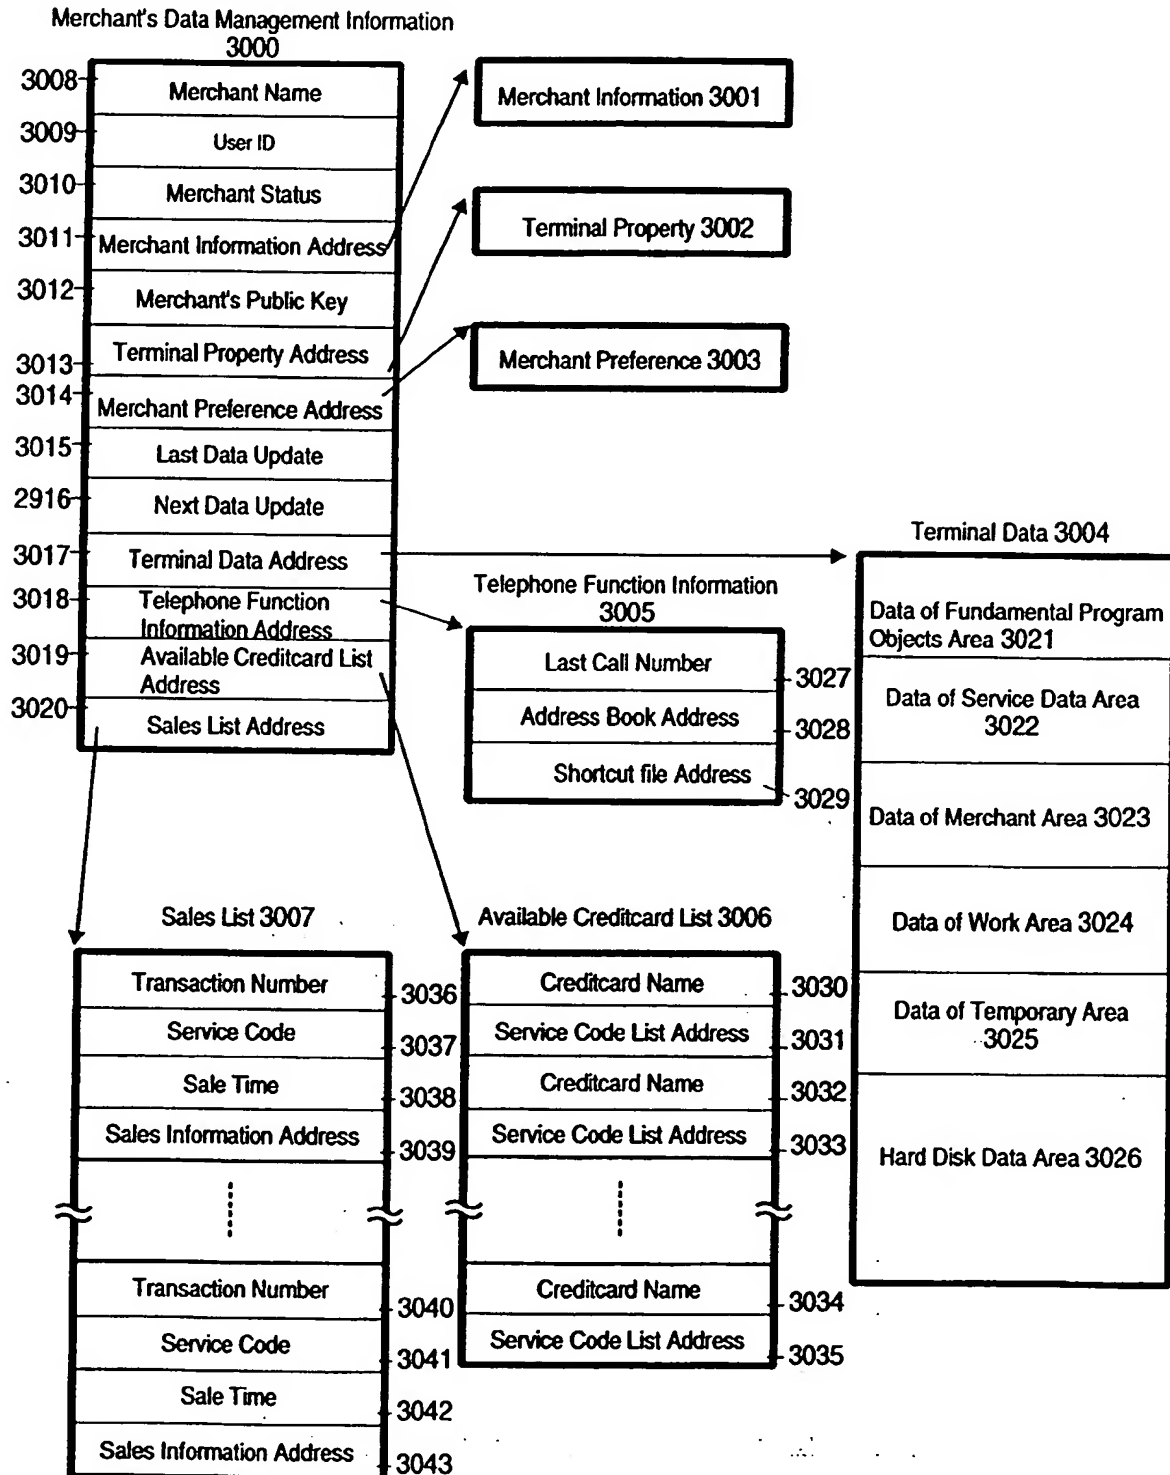 Merchant's Data Management Information
3000
3008
Merchant Name
3009
User ID
3010
Merchant Status
3011
Merchant Information Address
3012
Merchant's Public Key
3013
Terminal Property Address
3014
Merchant Preference Address
3015
Last Data Update
2916
Next Data Update
3017
Terminal Data Address
3018
Telephone Function
Information Address
3019
Available Creditcard List
Address
3020
Sales List Address
Merchant Information 3001
Terminal Property 3002
Merchant Preference 3003
Terminal Data 3004
Data of Fundamental Program
Objects Area 3021
Data of Service Data Area
3022
Data of Merchant Area 3023
Data of Work Area 3024
Data of Temporary Area
3025
Hard Disk Data Area 3026
Telephone Function Information
3005
Last Call Number
3027
Address Book Address
3028
Shortcut file Address
3029
Sales List 3007
Transaction Number
3036
Service Code
3037
Sale Time
3038
Sales Information Address
3039
Transaction Number
3040
Service Code
3041
Sale Time
3042
Sales Information Address
3043
Available Creditcard List 3006
Creditcard Name
3030
Service Code List Address
3031
Creditcard Name
3032
Service Code List Address
3033
Creditcard Name
3034
Service Code List Address
3035